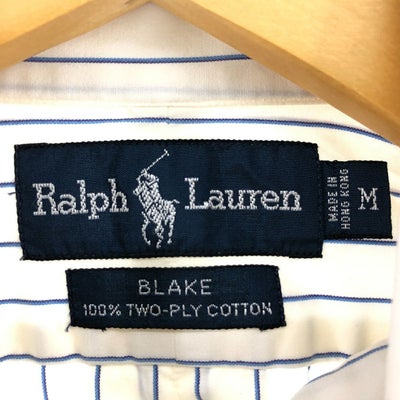 Ralph Lauren
MADE IN
HONG KONG
M
BLAKE
100% TWO-PLY COTTON